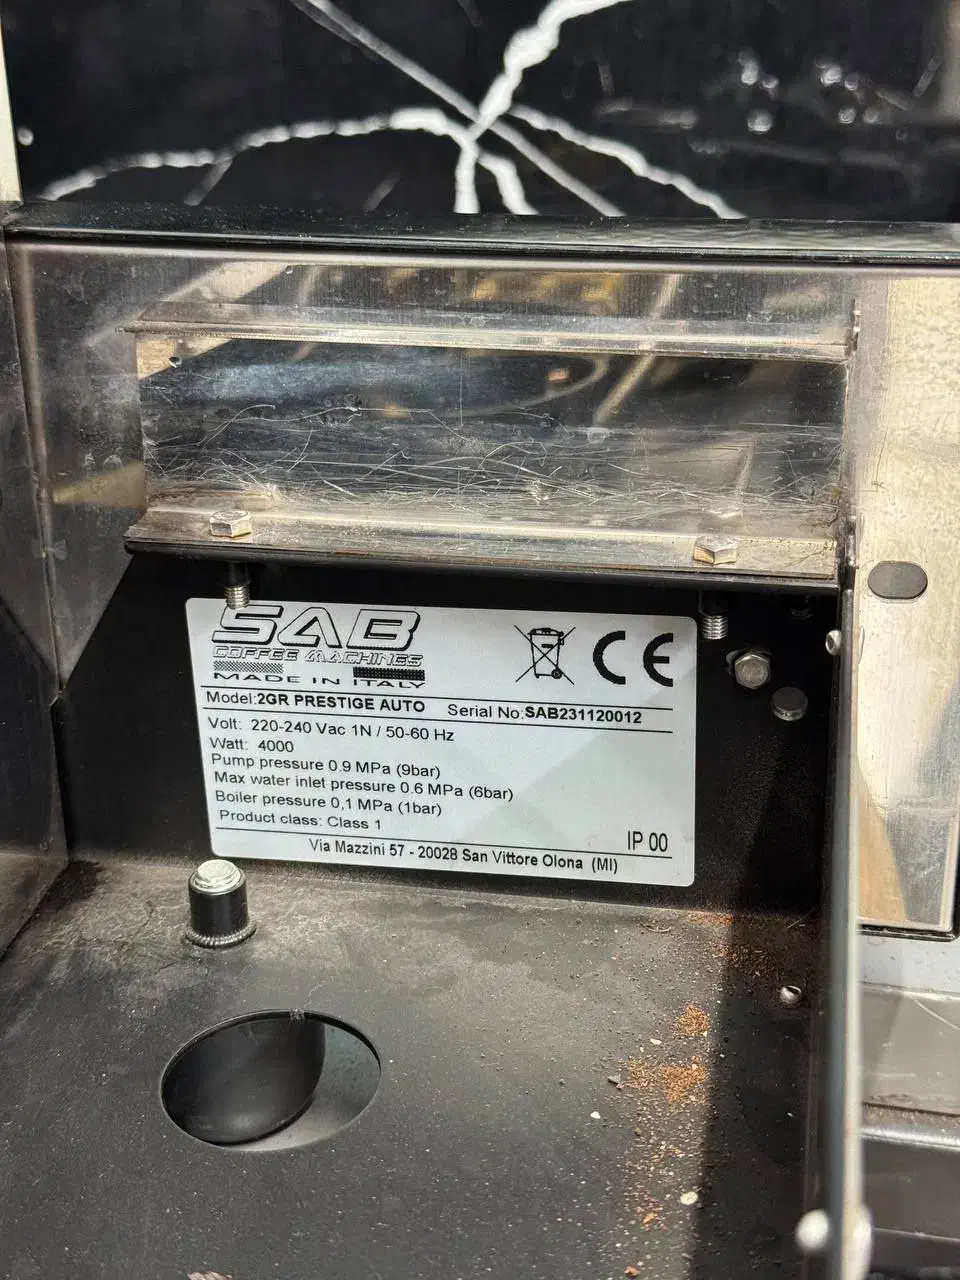 SAB
COFFEE MACHINES
MADE IN ITALY
CE
Model:2GR PRESTIGE AUTO Serial No:SAB231120012
Volt: 220-240 Vac 1N / 50-60 Hz
Watt: 4000
Pump pressure 0.9 MPa (9bar)
Max water inlet pressure 0.6 MPa (6bar)
Boiler pressure 0,1 MPa (1bar)
Product class: Class 1
IP 00
Via Mazzini 57 - 20028 San Vittore Olona (MI)